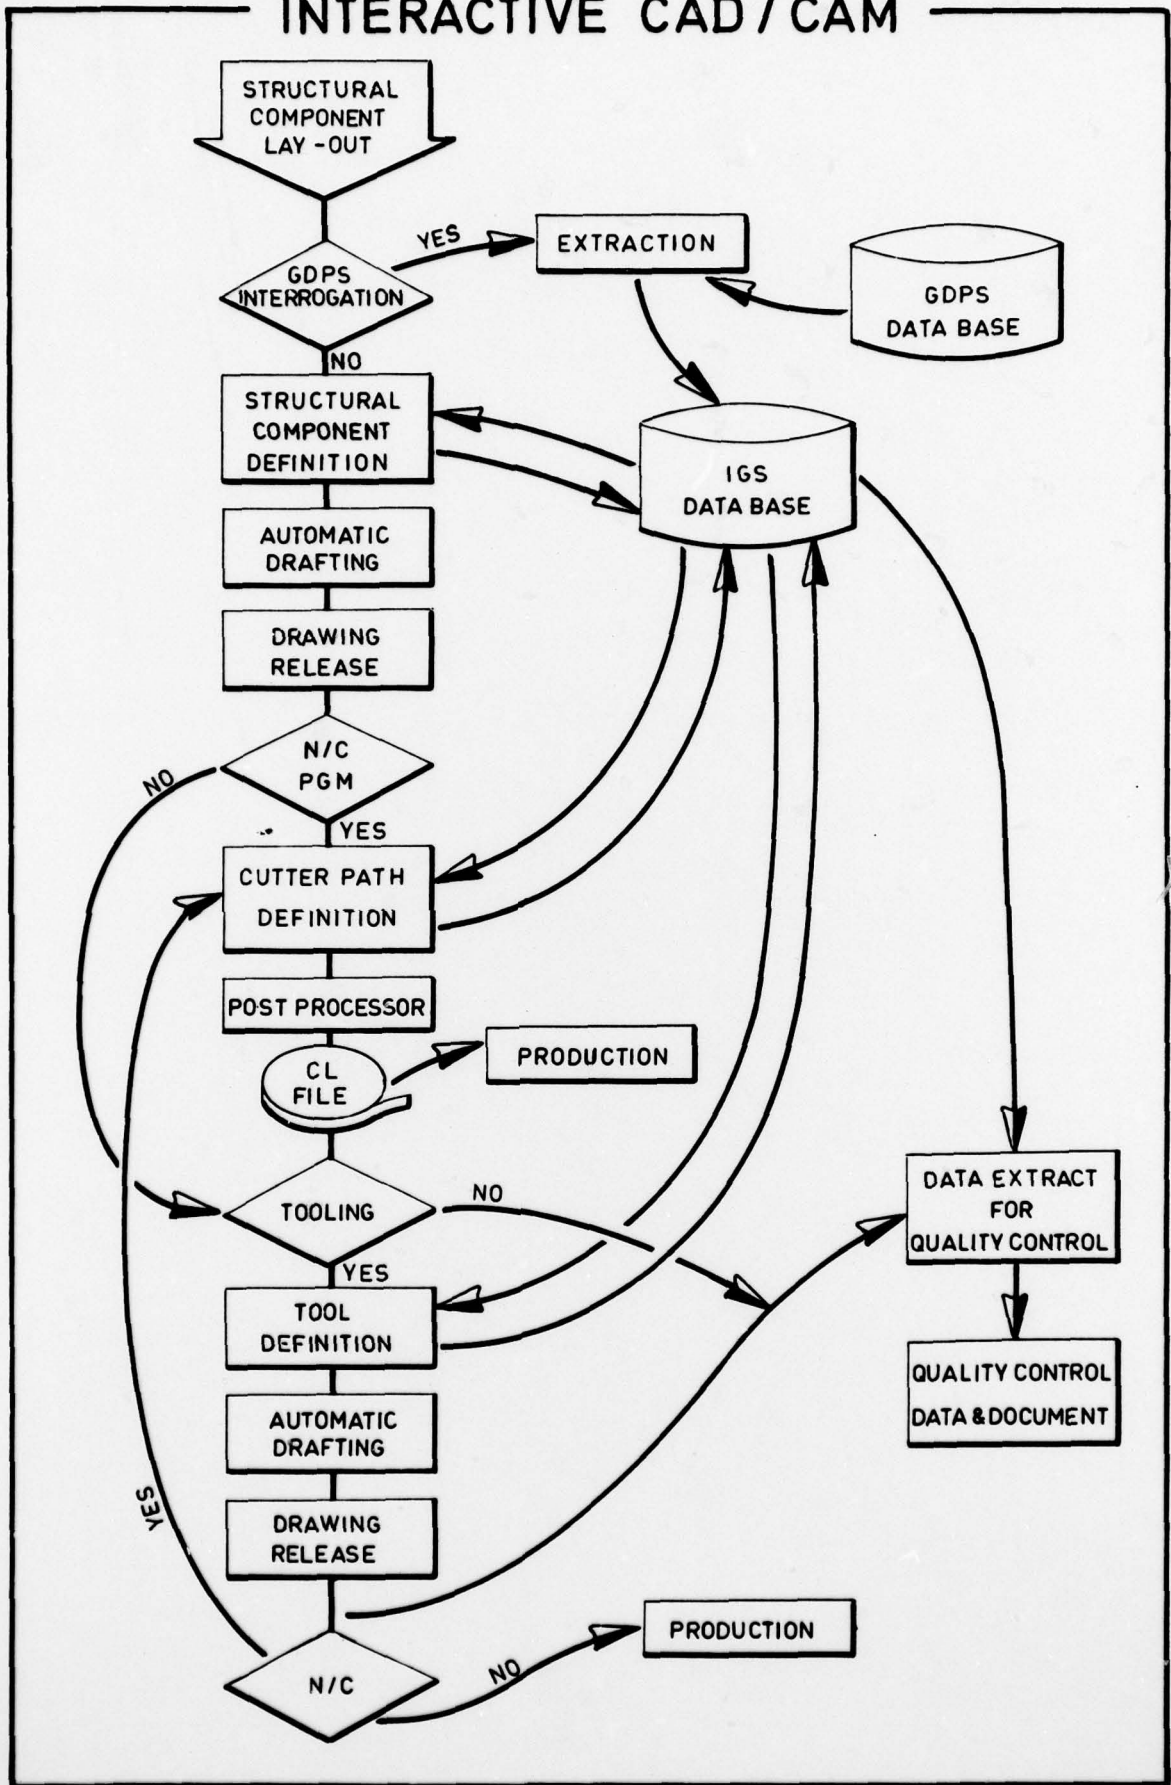 INTERACTIVE CAD / CAM
STRUCTURAL
COMPONENT
LAY-OUT
YES
EXTRACTION
GDPS
INTERROGATION
GDPS
DATA BASE
NO
STRUCTURAL
COMPONENT
DEFINITION
IGS
DATA BASE
AUTOMATIC
DRAFTING
DRAWING
RELEASE
N/C
PGM
NO
YES
CUTTER PATH
DEFINITION
POST PROCESSOR
CL
FILE
PRODUCTION
TOOLING
NO
DATA EXTRACT
FOR
QUALITY CONTROL
YES
TOOL
DEFINITION
QUALITY CONTROL
DATA & DOCUMENT
AUTOMATIC
DRAFTING
YES
DRAWING
RELEASE
PRODUCTION
N/C
NO